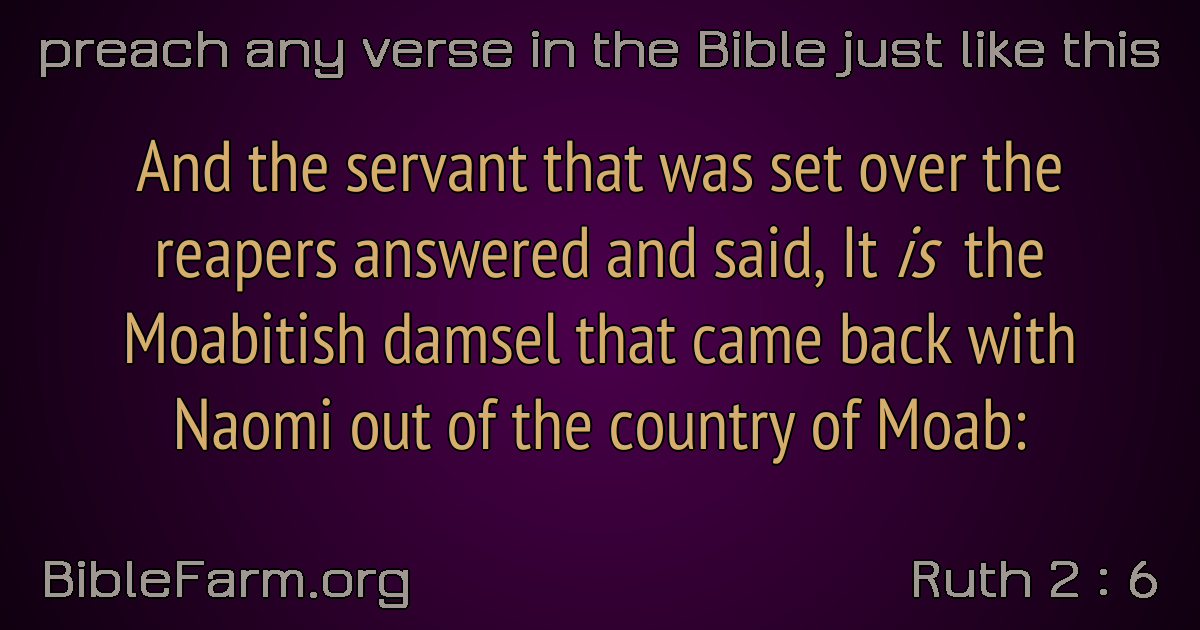 preach any verse in the Bible just like this
And the servant that was set over the
reapers answered and said, It is the
Moabitish damsel that came back with
Naomi out of the country of Moab:
BibleFarm.org
Ruth 2 : 6